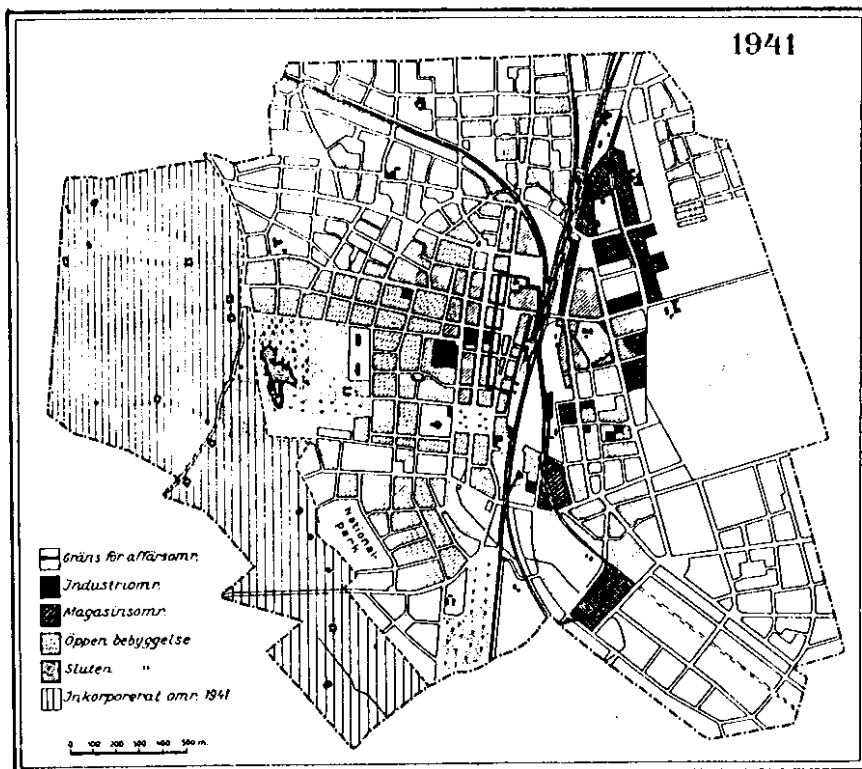 1941
National
park
Gräns för affärsomr.
Industriomr.
Magasinsomr.
Öppen bebyggelse
Sluten "
Inkorporerat omr. 1941
0 100 200 300 400 500 m.